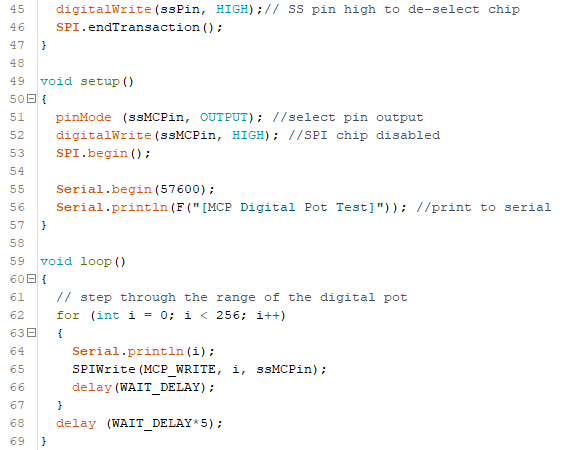 45 digitalWrite(ssPin, HIGH);// SS pin high to de-select chip
46 SPI.endTransaction();
47 }
48
49 void setup()
50 {
51 pinMode (ssMCPin, OUTPUT); //select pin output
52 digitalWrite(ssMCPin, HIGH); //SPI chip disabled
53 SPI.begin();
54
55 Serial.begin(57600);
56 Serial.println(F("[MCP Digital Pot Test]")); //print to serial
57 }
58
59 void loop()
60 {
61 // step through the range of the digital pot
62 for (int i = 0; i < 256; i++)
63 {
64 Serial.println(i);
65 SPIWrite(MCP_WRITE, i, ssMCPin);
66 delay(WAIT_DELAY);
67 }
68 delay (WAIT_DELAY*5);
69 }